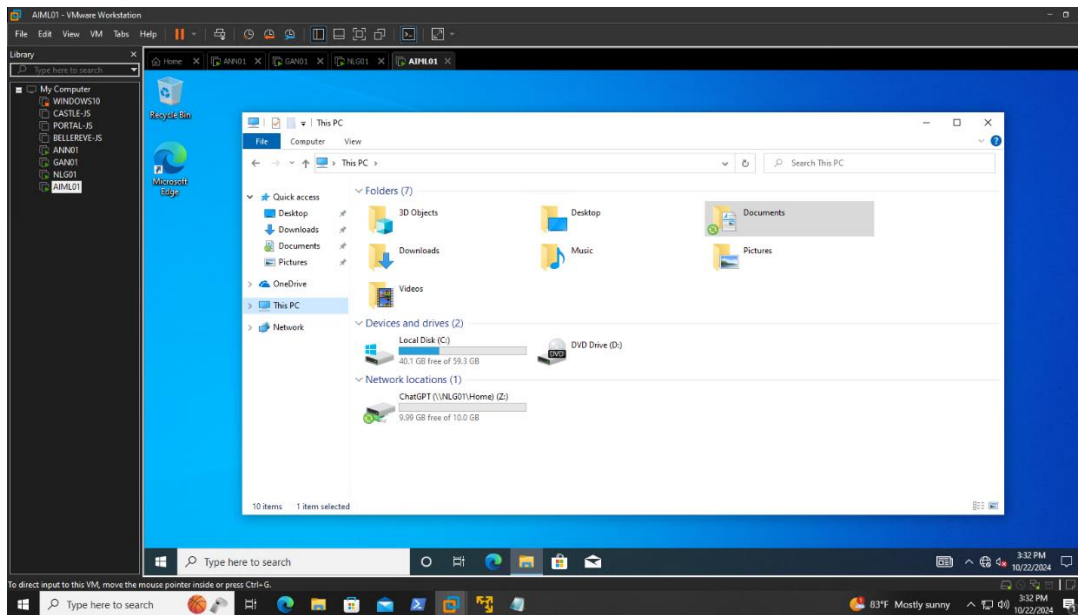 AIML01 - VMware Workstation
File Edit View VM Tabs Help
Library
Type here to search
My Computer
WINDOWS10
CASTLE-JS
PORTAL-JS
BELLEREVE-JS
ANN01
GAN01
NLG01
AIML01
Home ANN01 GAN01 NLG01 AIML01
Recycle Bin
Microsoft
Edge
This PC
File Computer View
This PC
Search This PC
Quick access
Desktop
Downloads
Documents
Pictures
OneDrive
This PC
Network
Folders (7)
3D Objects
Desktop
Documents
Downloads
Music
Pictures
Videos
Devices and drives (2)
Local Disk (C:)
40.1 GB free of 59.3 GB
DVD
DVD Drive (D:)
Network locations (1)
ChatGPT (\\NLG01\Home) (Z:)
9.99 GB free of 10.0 GB
10 items 1 item selected
Type here to search
3:32 PM
10/22/2024
To direct input to this VM, move the mouse pointer inside or press Ctrl+G.
Type here to search
83°F Mostly sunny
3:32 PM
10/22/2024